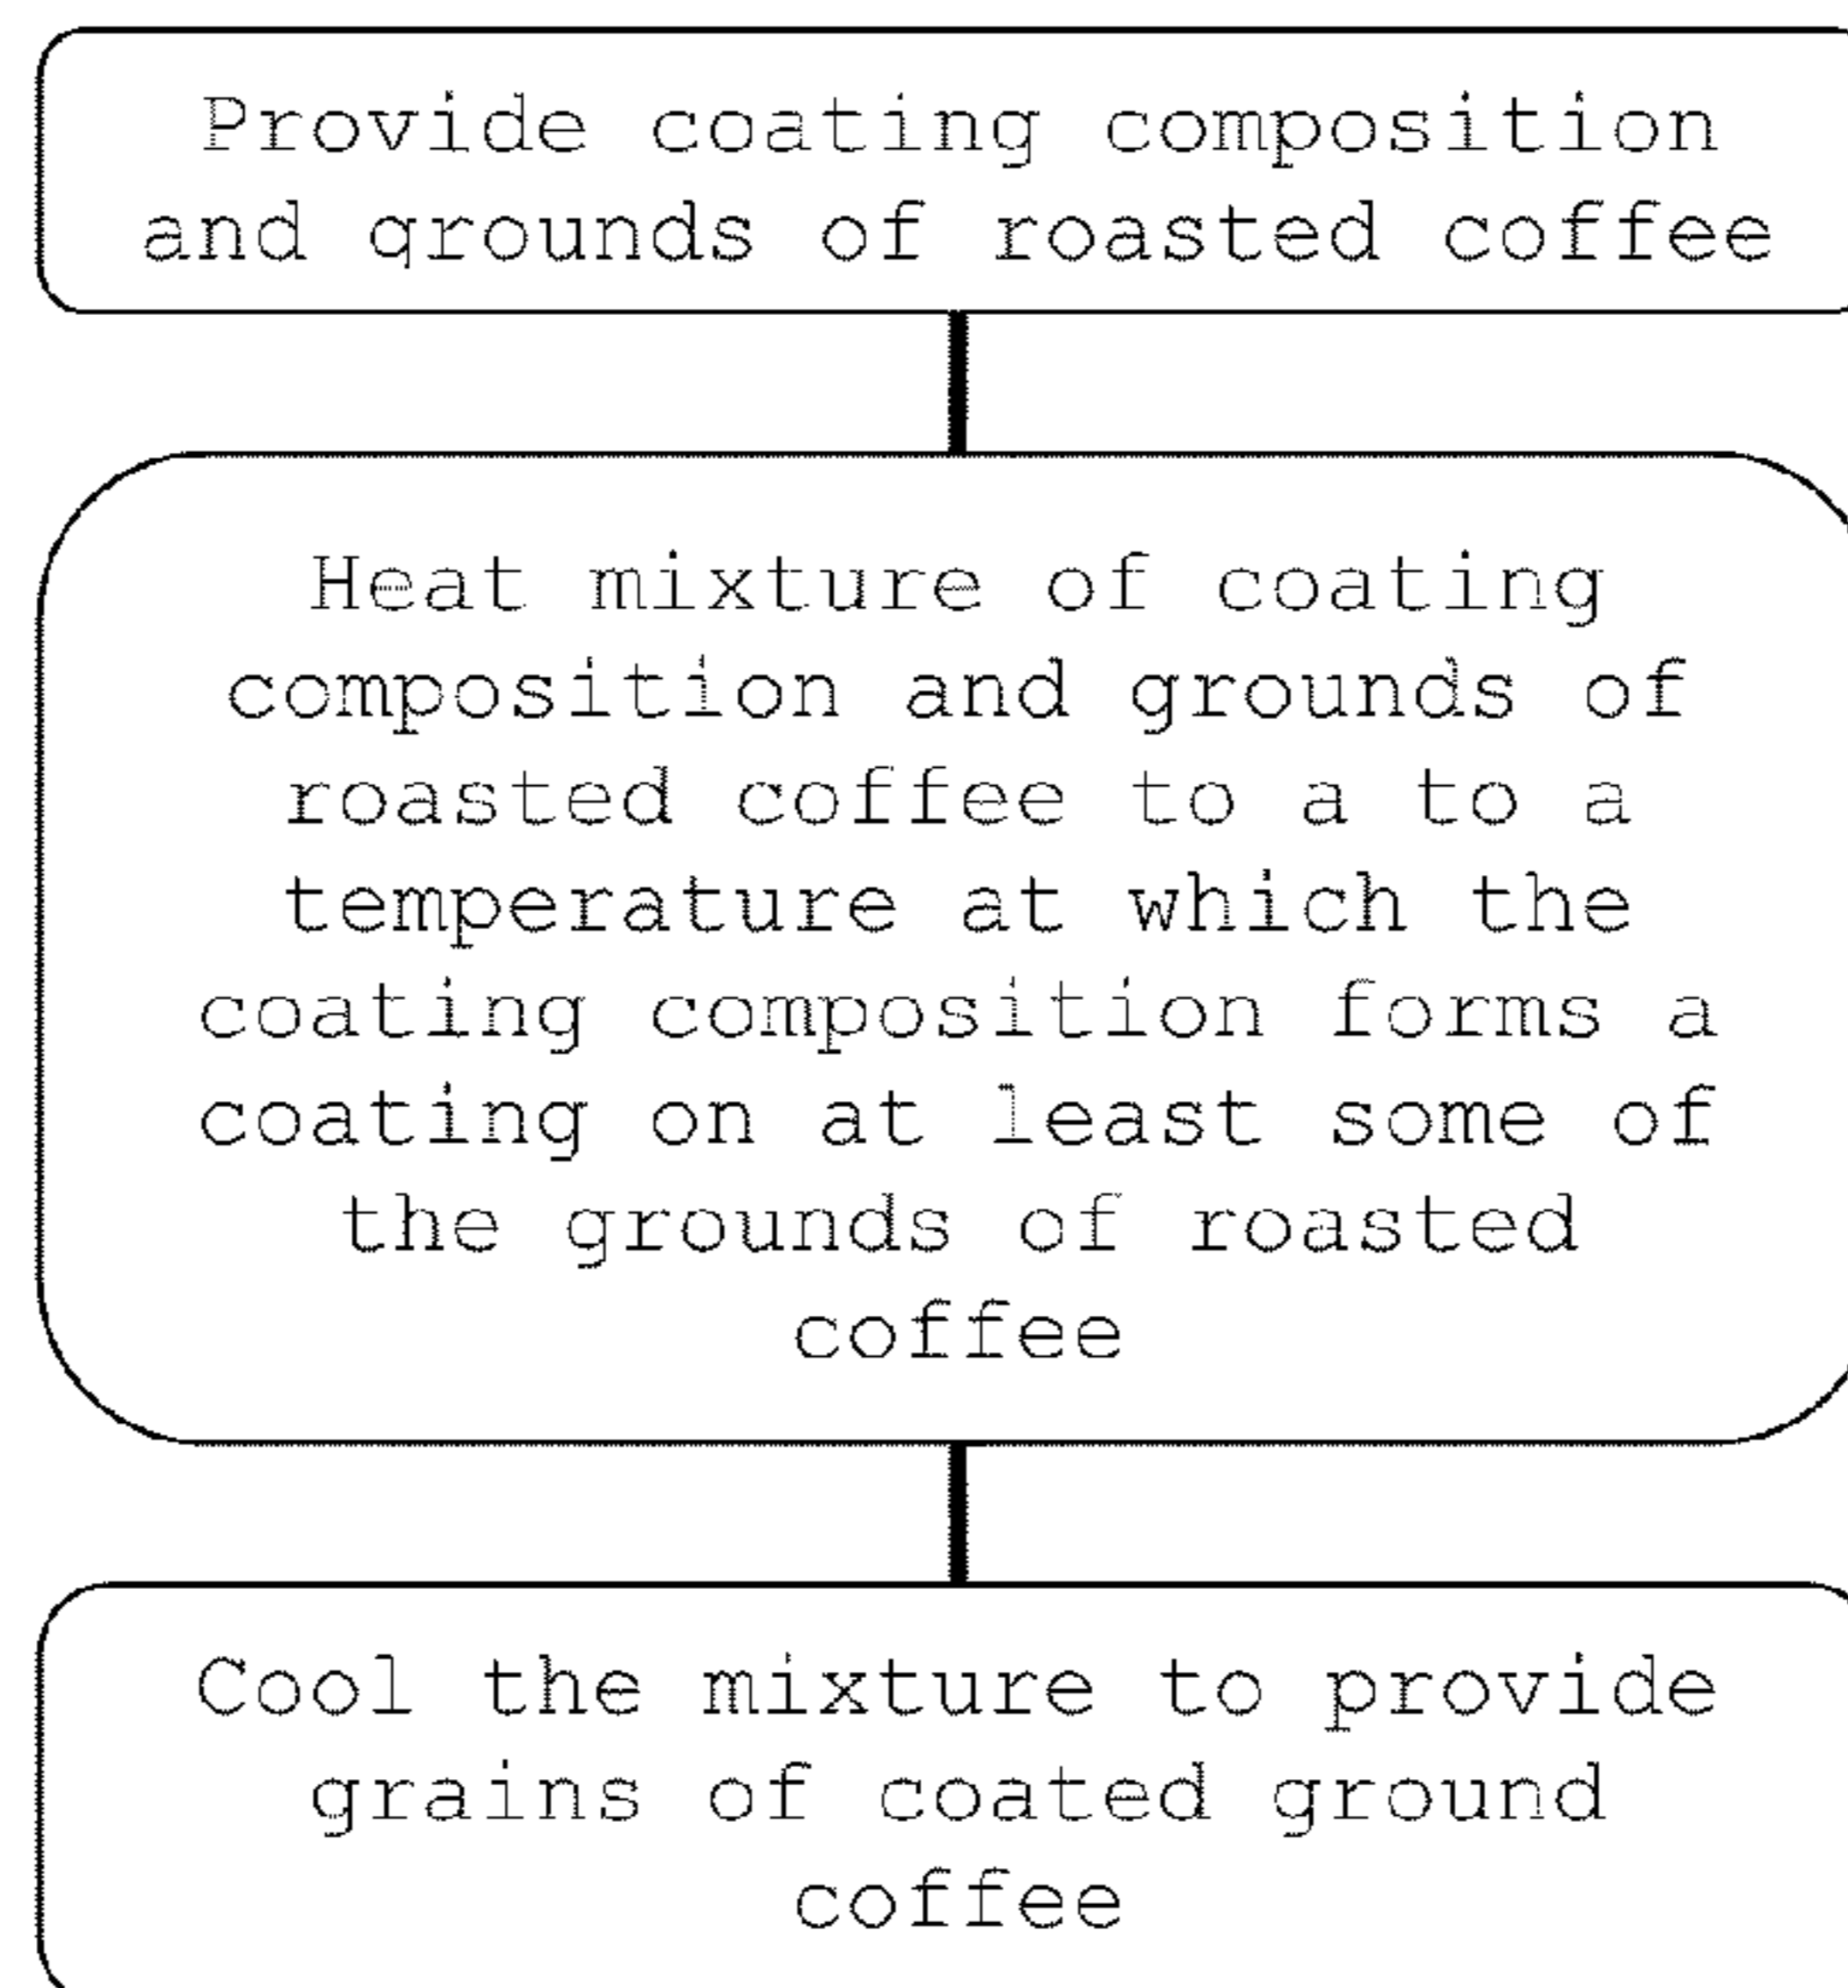 Provide coating composition
and grounds of roasted coffee
Heat mixture of coating
composition and grounds of
roasted coffee to a to a
temperature at which the
coating composition forms a
coating on at least some of
the grounds of roasted
coffee
Cool the mixture to provide
grains of coated ground
coffee